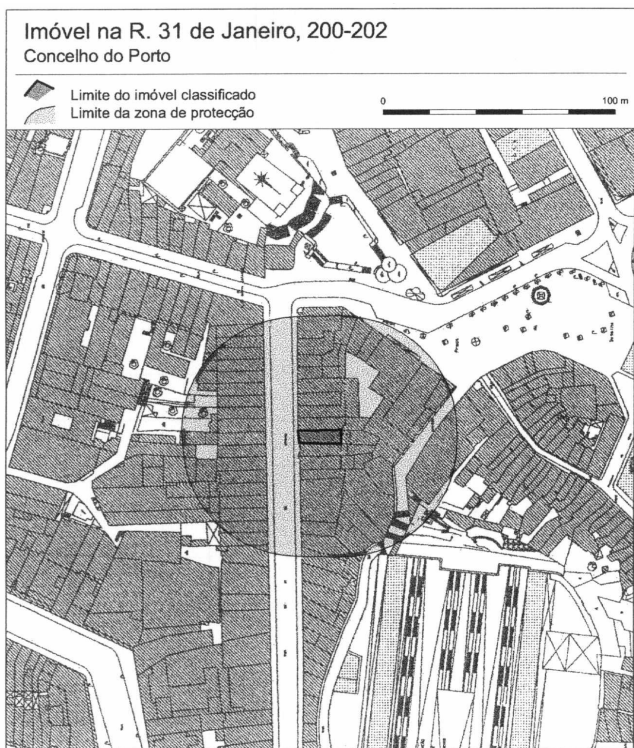 Imóvel na R. 31 de Janeiro, 200-202
Concelho do Porto
Limite do imóvel classificado
Limite da zona de protecção
0 100 m